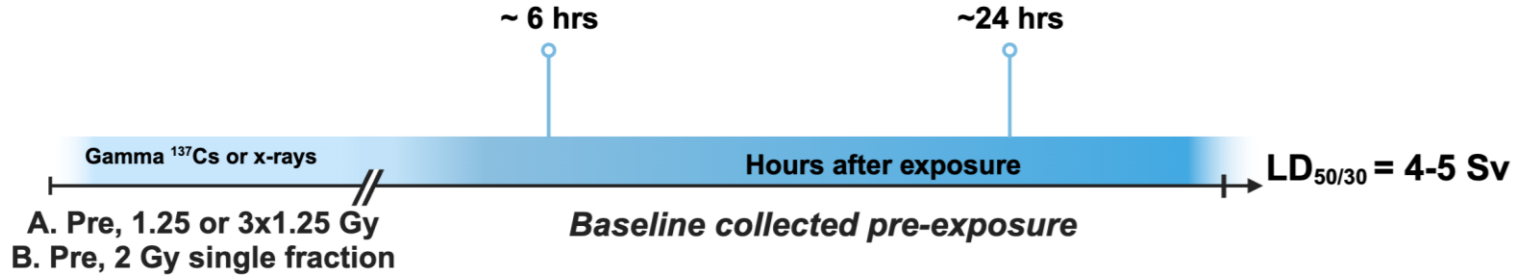 ~ 6 hrs
~24 hrs
Gamma ¹³⁷Cs or x-rays
Hours after exposure
LD₅₀/₃₀ = 4-5 Sv
A. Pre, 1.25 or 3x1.25 Gy
B. Pre, 2 Gy single fraction
Baseline collected pre-exposure